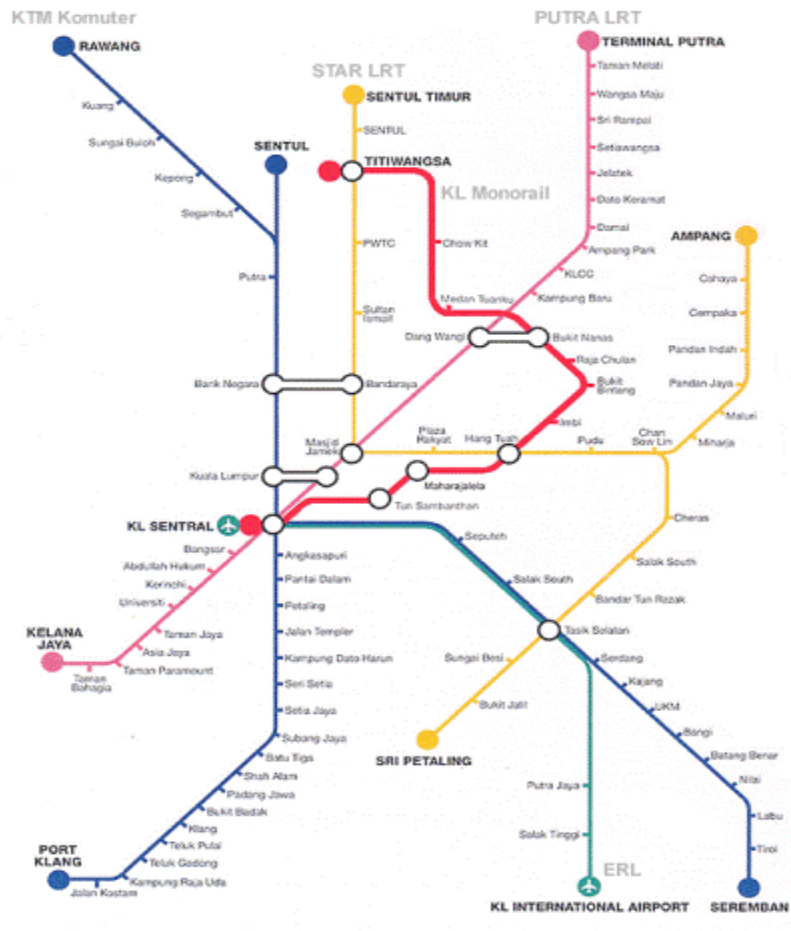 KTM Komuter
PUTRA LRT
RAWANG
TERMINAL PUTRA
Taman Melati
STAR LRT
Wangsa Maju
SENTUL TIMUR
Kuang
Sri Rampai
SENTUL
Sungai Buloh
SENTUL
Setiawangsa
TITIWANGSA
Kepong
Jelatek
KL Monorail
Dato Keramat
Segambut
Damai
AMPANG
PWTC
Chow Kit
Ampang Park
Putra
KLCC
Cahaya
Medan Tuanku
Kampung Baru
Sultan
Ismail
Cempaka
Dang Wangi
Bukit Nanas
Pandan Indah
Raja Chulan
Bank Negara
Bandaraya
Bukit
Bintang
Pandan Jaya
Maluri
Imbi
Masjid
Jamek
Plaza
Rakyat
Hang Tuah
Pudu
Chan
Sow Lin
Miharja
Kuala Lumpur
Maharajalela
Tun Sambanthan
KL SENTRAL
Cheras
Bangsar
Angkasapuri
Seputeh
Abdullah Hukum
Salak South
Kerinchi
Pantai Dalam
Salak South
Universiti
Petaling
Bandar Tun Razak
KELANA
JAYA
Taman Jaya
Jalan Templer
Tasik Selatan
Asia Jaya
Kampung Dato Harun
Sungai Besi
Serdang
Taman
Bahagia
Taman Paramount
Seri Setia
Kajang
Setia Jaya
Bukit Jalil
UKM
Subang Jaya
Bangi
Batu Tiga
SRI PETALING
Batang Benar
Shah Alam
Padang Jawa
Putra Jaya
Nilai
Bukit Badak
Klang
Labu
Teluk Pulai
Salak Tinggi
PORT
KLANG
Teluk Gadong
Tiroi
Kampung Raja Uda
ERL
Jalan Kastam
KL INTERNATIONAL AIRPORT
SEREMBAN